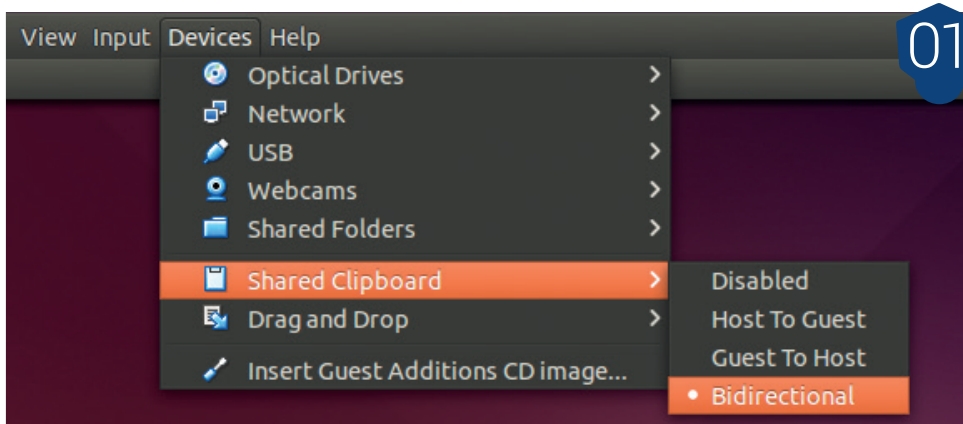 View Input Devices Help
01
Optical Drives
Network
USB
Webcams
Shared Folders
Shared Clipboard
Drag and Drop
Insert Guest Additions CD image...
Disabled
Host To Guest
Guest To Host
Bidirectional